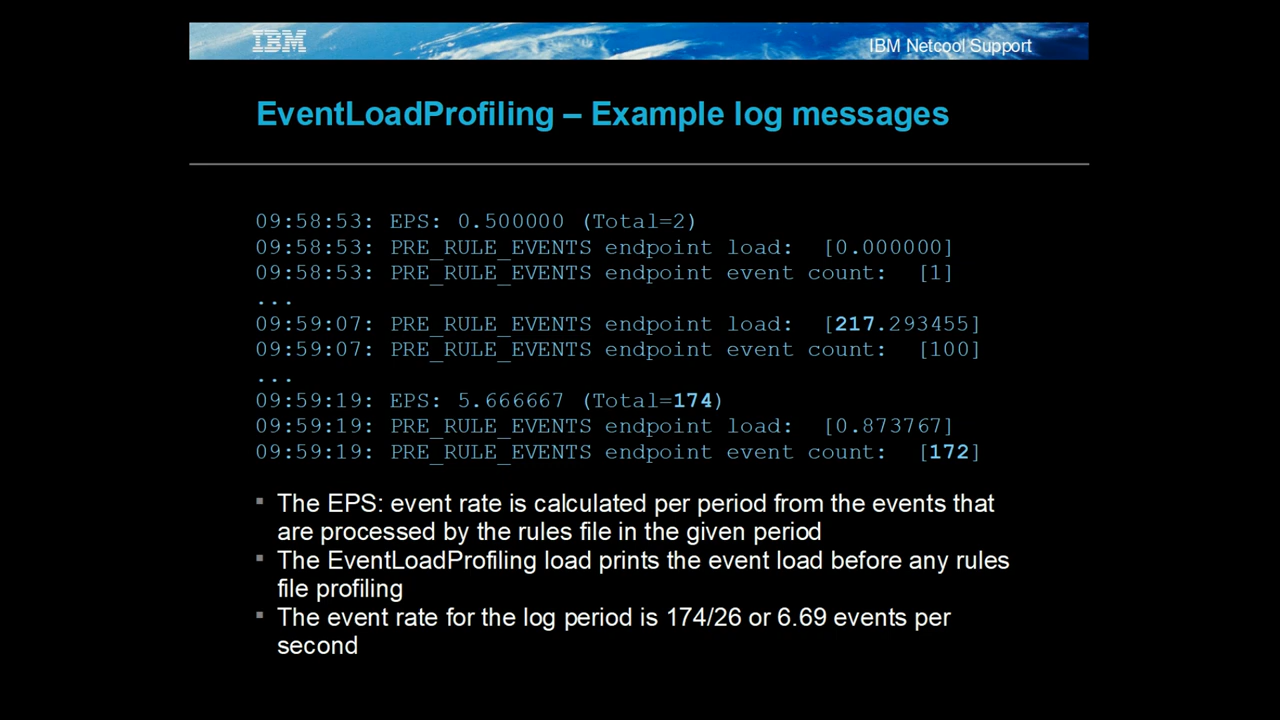 IBM
IBM Netcool Support
EventLoadProfiling – Example log messages
09:58:53: EPS: 0.500000 (Total=2)
09:58:53: PRE_RULE_EVENTS endpoint load:  [0.000000]
09:58:53: PRE_RULE_EVENTS endpoint event count:  [1]
...
09:59:07: PRE_RULE_EVENTS endpoint load:  [217.293455]
09:59:07: PRE_RULE_EVENTS endpoint event count:  [100]
...
09:59:19: EPS: 5.666667 (Total=174)
09:59:19: PRE_RULE_EVENTS endpoint load:  [0.873767]
09:59:19: PRE_RULE_EVENTS endpoint event count:  [172]
▪ The EPS: event rate is calculated per period from the events that
are processed by the rules file in the given period
▪ The EventLoadProfiling load prints the event load before any rules
file profiling
▪ The event rate for the log period is 174/26 or 6.69 events per
second